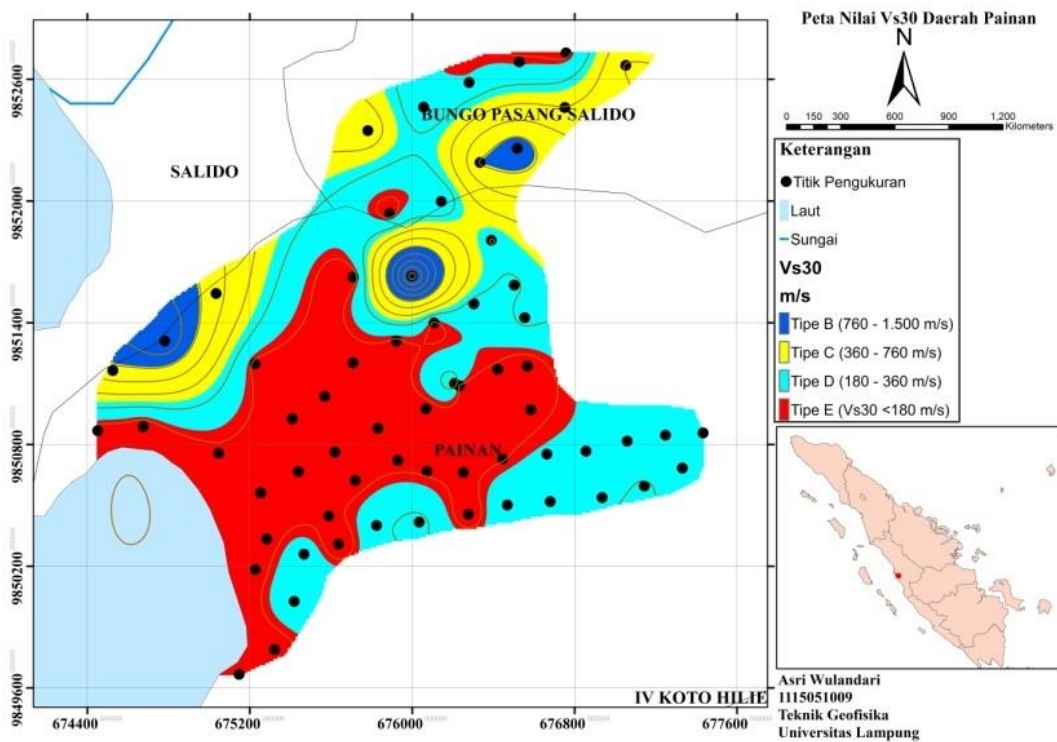 Peta Nilai Vs30 Daerah Painan
N
0 150 300 600 900 1,200
Kilometers
Keterangan
Titik Pengukuran
Laut
Sungai
Vs30
m/s
Tipe B (760 - 1.500 m/s)
Tipe C (360 - 760 m/s)
Tipe D (180 - 360 m/s)
Tipe E (Vs30 <180 m/s)
BUNGO PASANG SALIDO
SALIDO
PAINAN
IV KOTO HILIE
9852600
9852000
9851400
9850800
9850200
9849600
674400
675200
676000
676800
677600
Asri Wulandari
1115051009
Teknik Geofisika
Universitas Lampung